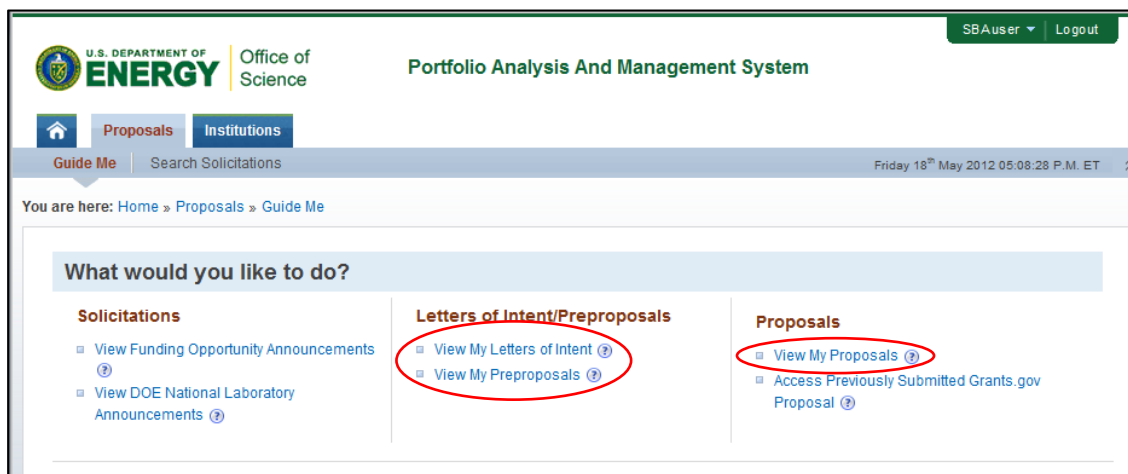 SBAuser Logout
U.S. DEPARTMENT OF
ENERGY
Office of
Science
Portfolio Analysis And Management System
Proposals Institutions
Guide Me Search Solicitations Friday 18th May 2012 05:08:28 P.M. ET
You are here: Home » Proposals » Guide Me
What would you like to do?
Solicitations
View Funding Opportunity Announcements
?
View DOE National Laboratory
Announcements ?
Letters of Intent/Preproposals
View My Letters of Intent ?
View My Preproposals ?
Proposals
View My Proposals ?
Access Previously Submitted Grants.gov
Proposal ?